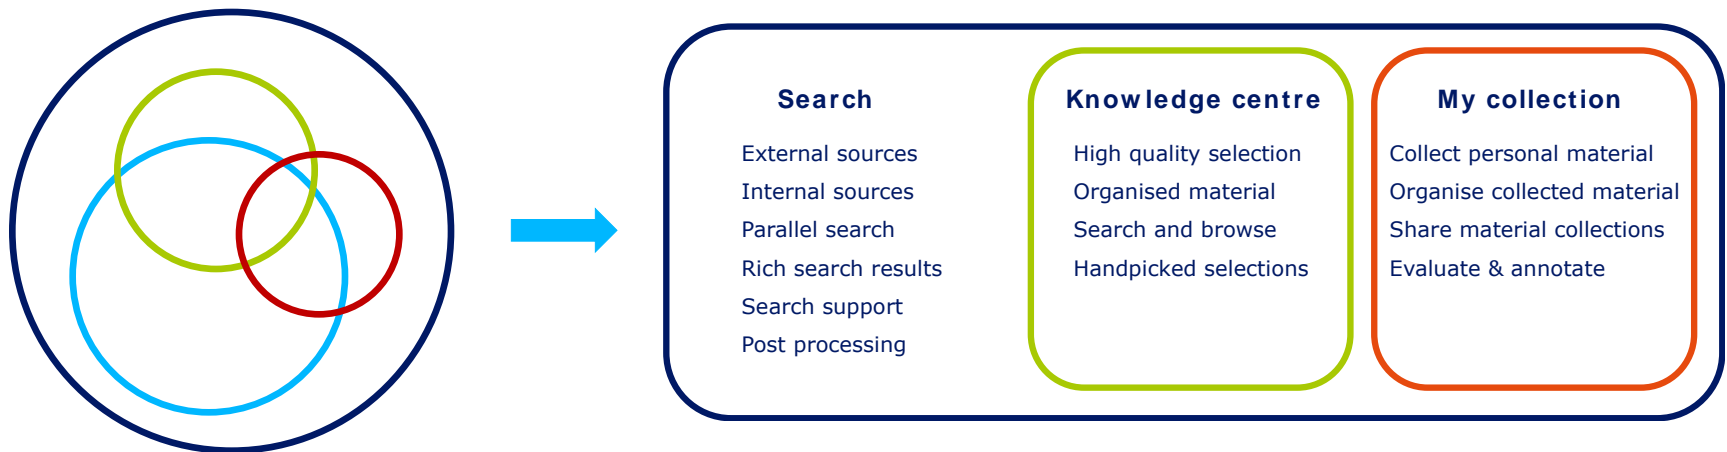 Search
External sources
Internal sources
Parallel search
Rich search results
Search support
Post processing
Knowledge centre
High quality selection
Organised material
Search and browse
Handpicked selections
My collection
Collect personal material
Organise collected material
Share material collections
Evaluate & annotate